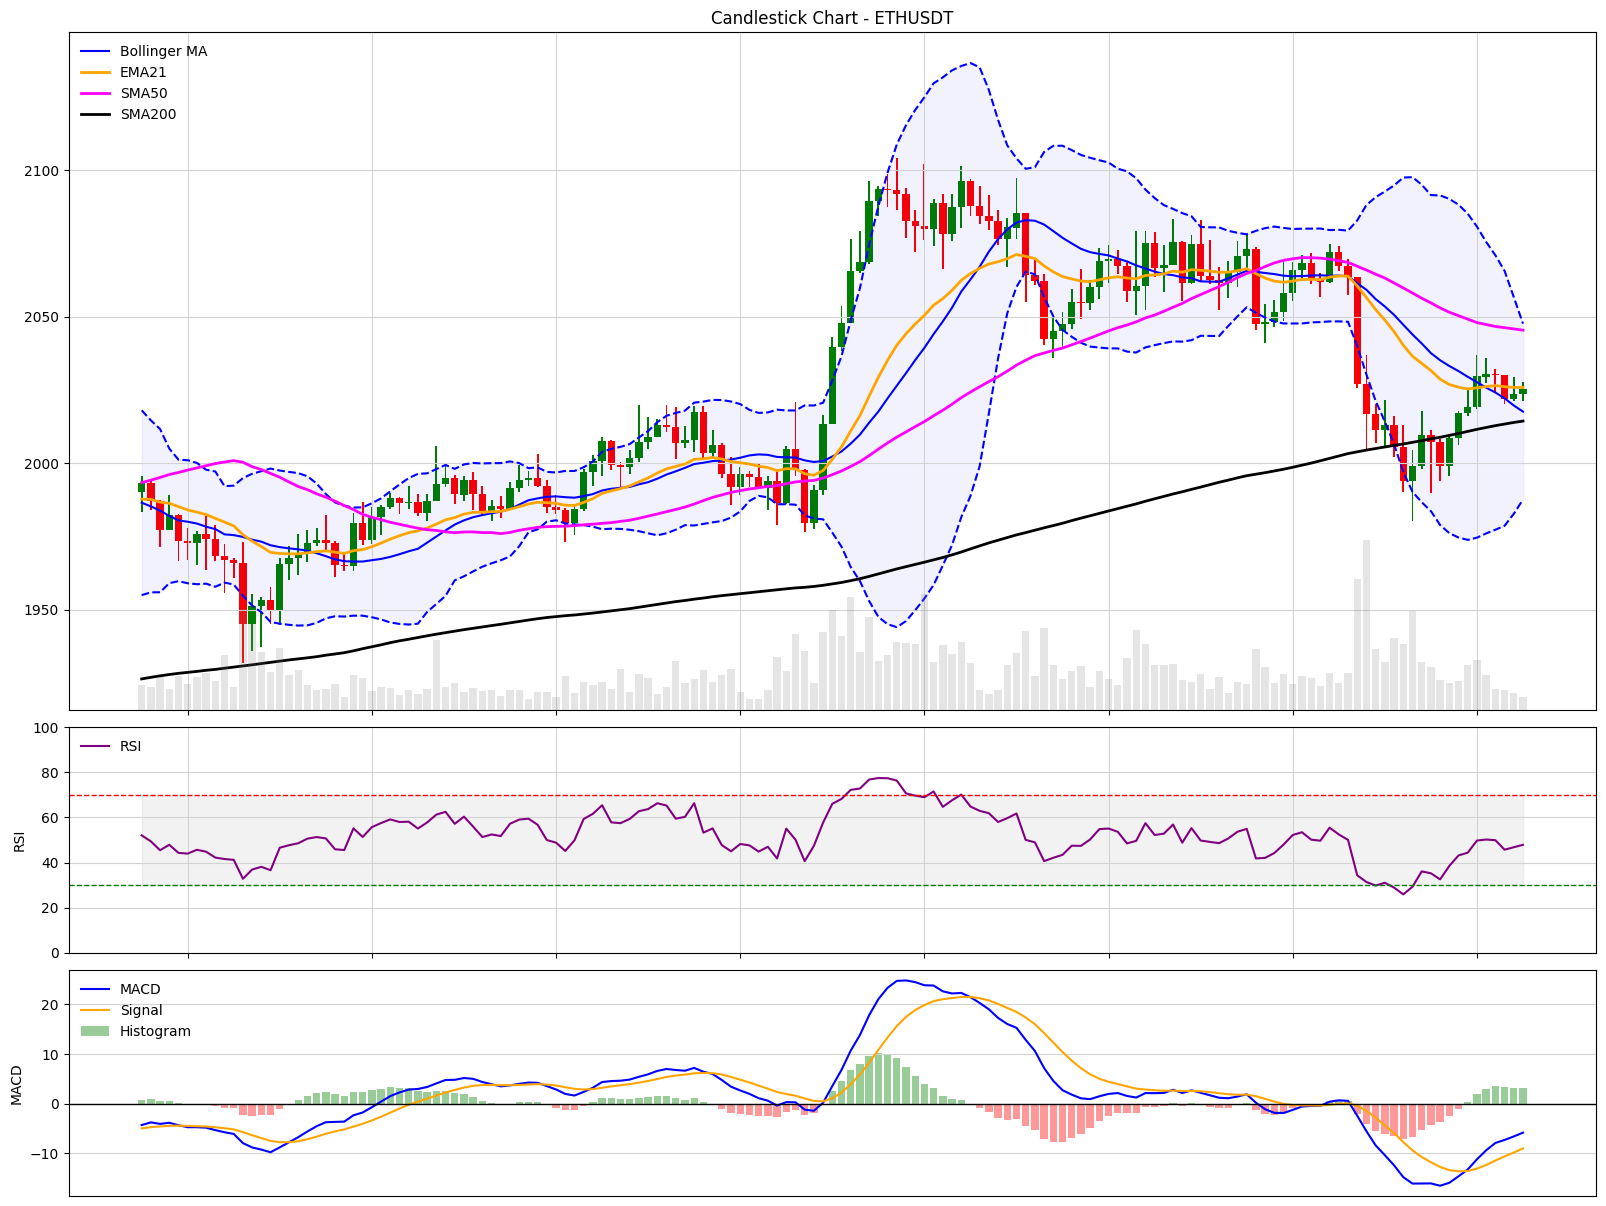 Candlestick Chart - ETHUSDT
Bollinger MA
EMA21
SMA50
SMA200
2100
2050
2000
1950
100
80
60
40
20
0
RSI
RSI
20
10
0
−10
MACD
MACD
Signal
Histogram